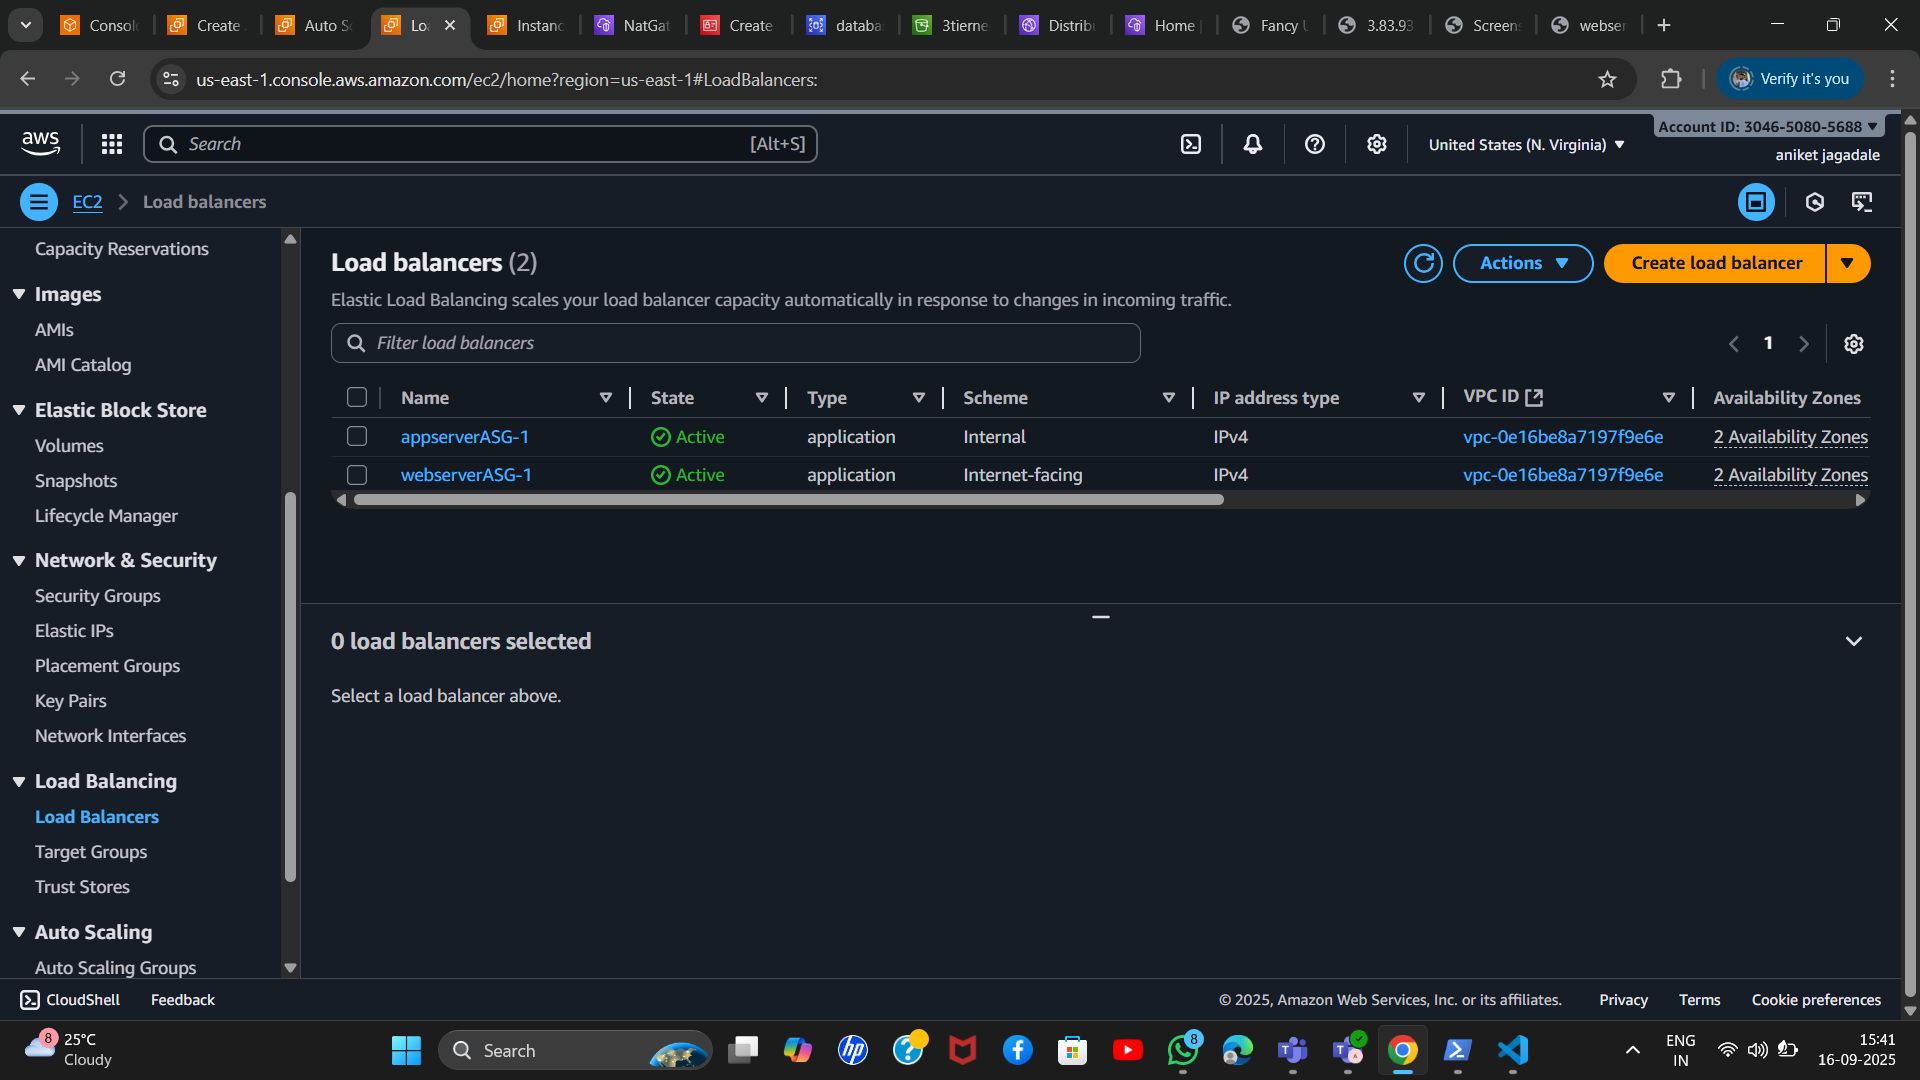 Consol
Create
Auto Sc
Loa
Instanc
NatGat
Create
databa
3tierne
Distribu
Home |
Fancy U
3.83.93
Screens
webser
us-east-1.console.aws.amazon.com/ec2/home?region=us-east-1#LoadBalancers:
Verify it's you
aws
Search
[Alt+S]
United States (N. Virginia)
Account ID: 3046-5080-5688
aniket jagadale
EC2
Load balancers
Capacity Reservations
Images
AMIs
AMI Catalog
Elastic Block Store
Volumes
Snapshots
Lifecycle Manager
Network & Security
Security Groups
Elastic IPs
Placement Groups
Key Pairs
Network Interfaces
Load Balancing
Load Balancers
Target Groups
Trust Stores
Auto Scaling
Auto Scaling Groups
Load balancers (2)
Actions
Create load balancer
Elastic Load Balancing scales your load balancer capacity automatically in response to changes in incoming traffic.
Filter load balancers
1
Name State Type Scheme IP address type VPC ID Availability Zones
appserverASG-1 Active application Internal IPv4 vpc-0e16be8a7197f9e6e 2 Availability Zones
webserverASG-1 Active application Internet-facing IPv4 vpc-0e16be8a7197f9e6e 2 Availability Zones
0 load balancers selected
Select a load balancer above.
CloudShell Feedback
© 2025, Amazon Web Services, Inc. or its affiliates. Privacy Terms Cookie preferences
8
25°C
Cloudy
Search
hp
8
ENG
IN
15:41
16-09-2025